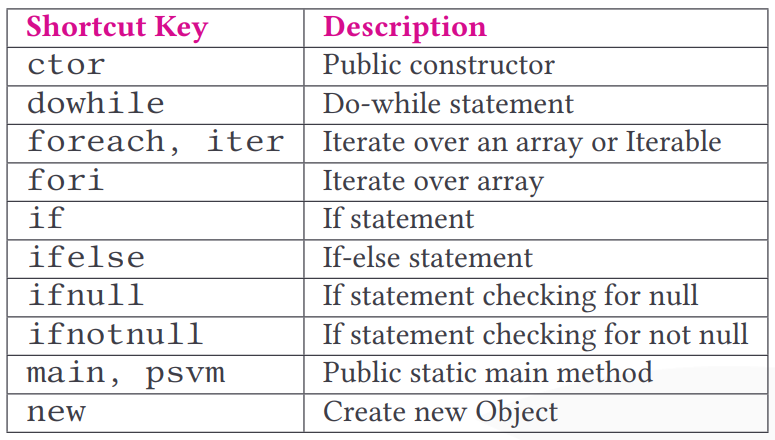 Shortcut Key Description
ctor Public constructor
dowhile Do-while statement
foreach, iter Iterate over an array or Iterable
fori Iterate over array
if If statement
ifelse If-else statement
ifnull If statement checking for null
ifnotnull If statement checking for not null
main, psvm Public static main method
new Create new Object